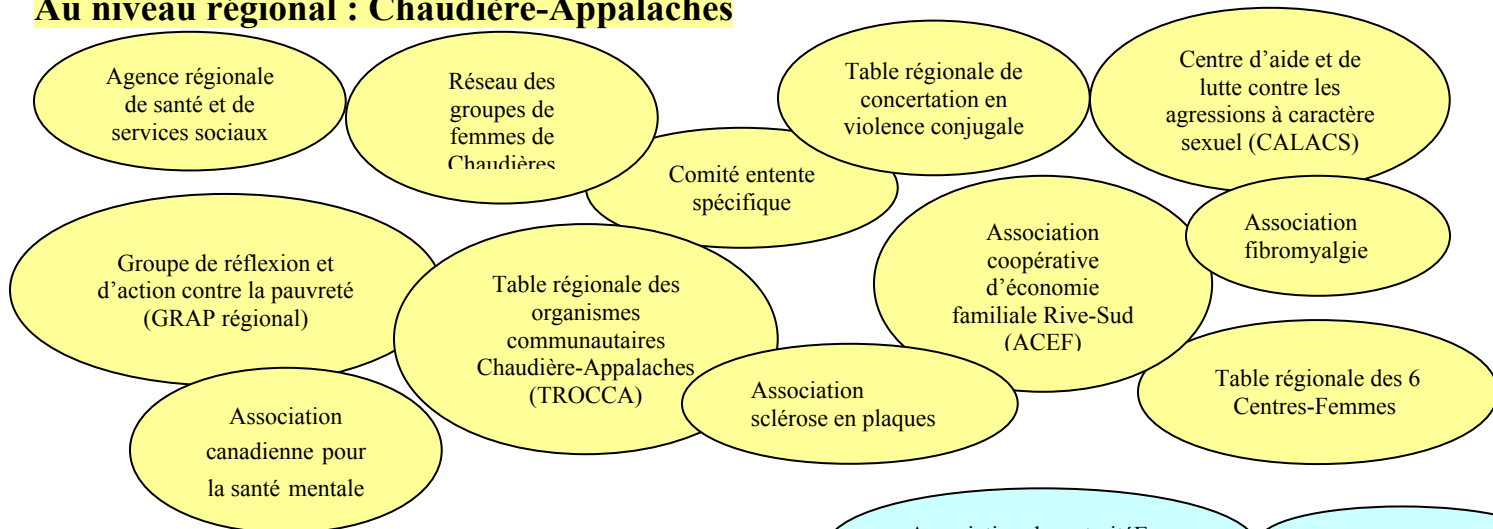 Au niveau régional : Chaudière-Appalaches
Agence régionale
de santé et de
services sociaux
Réseau des
groupes de
femmes de
Chaudières
Table régionale de
concertation en
violence conjugale
Centre d’aide et de
lutte contre les
agressions à caractère
sexuel (CALACS)
Comité entente
spécifique
Association
fibromyalgie
Groupe de réflexion et
d’action contre la pauvreté
(GRAP régional)
Table régionale des
organismes
communautaires
Chaudière-Appalaches
(TROCCA)
Association
coopérative
d’économie
familiale Rive-Sud
(ACEF)
Association
sclérose en plaques
Table régionale des 6
Centres-Femmes
Association
canadienne pour
la santé mentale